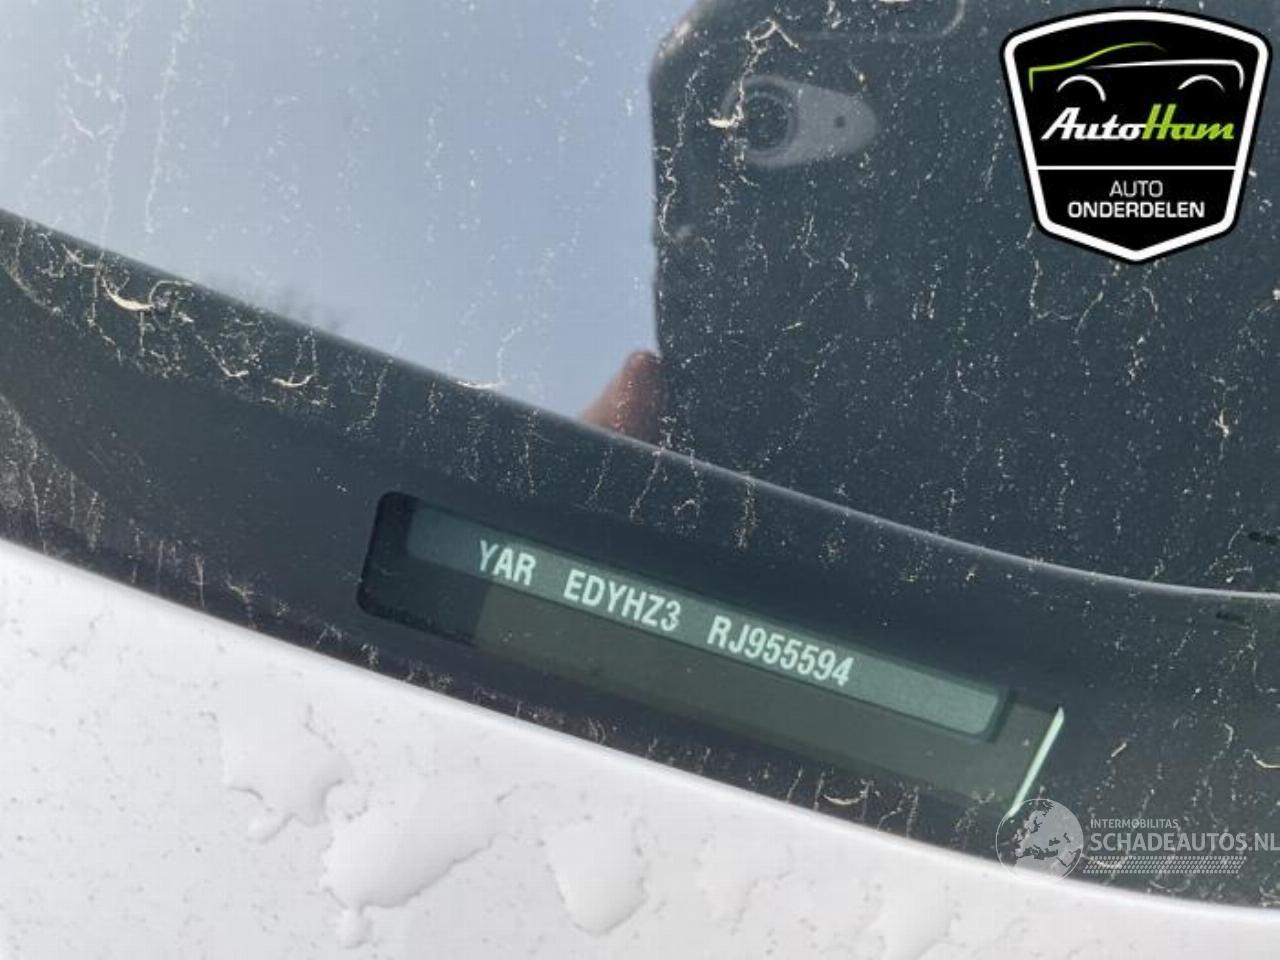 AutoHam
AUTO
ONDERDELEN
YAR EDYHZ3 RJ955594
INTERMOBILITAS
SCHADEAUTOS.NL